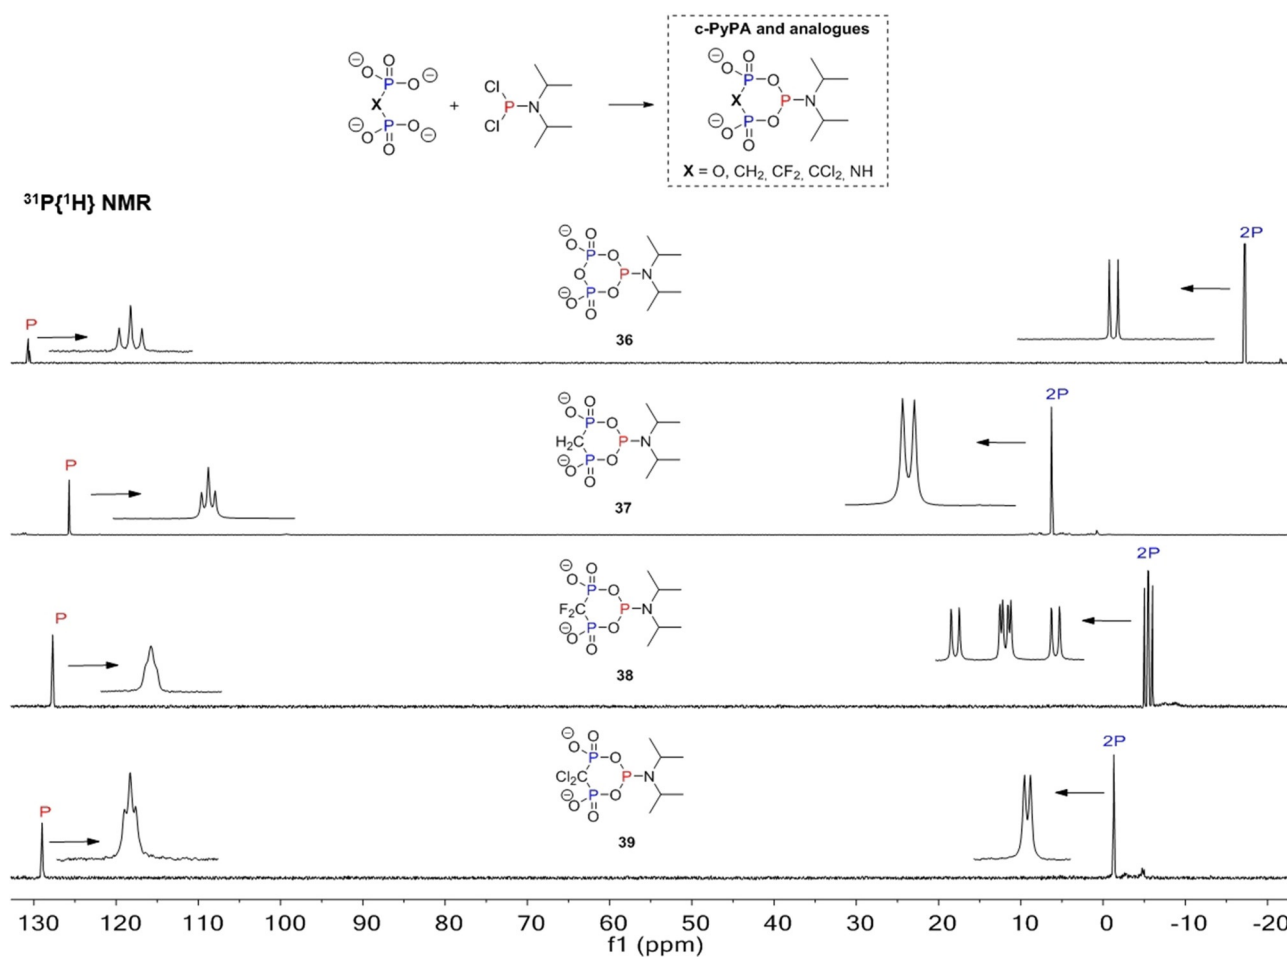 c-PyPA and analogues
⊖ O ⊖
O P O
X
⊖ O P O ⊖
O
+
Cl
P N
Cl
⊖ O
O P O
X P N
⊖ O P O
O
X = O, CH₂, CF₂, CCl₂, NH
³¹P{¹H} NMR
⊖ O
O P O
O P N
O P O
⊖ O
36
P
2P
⊖ O
O P O
H₂C P N
O P O
⊖ O
37
P
2P
⊖ O
O P O
F₂C P N
O P O
⊖ O
38
P
2P
⊖ O
O P O
Cl₂C P N
O P O
⊖ O
39
P
2P
130 120 110 100 90 80 70 60 50 40 30 20 10 0 -10 -20
f1 (ppm)